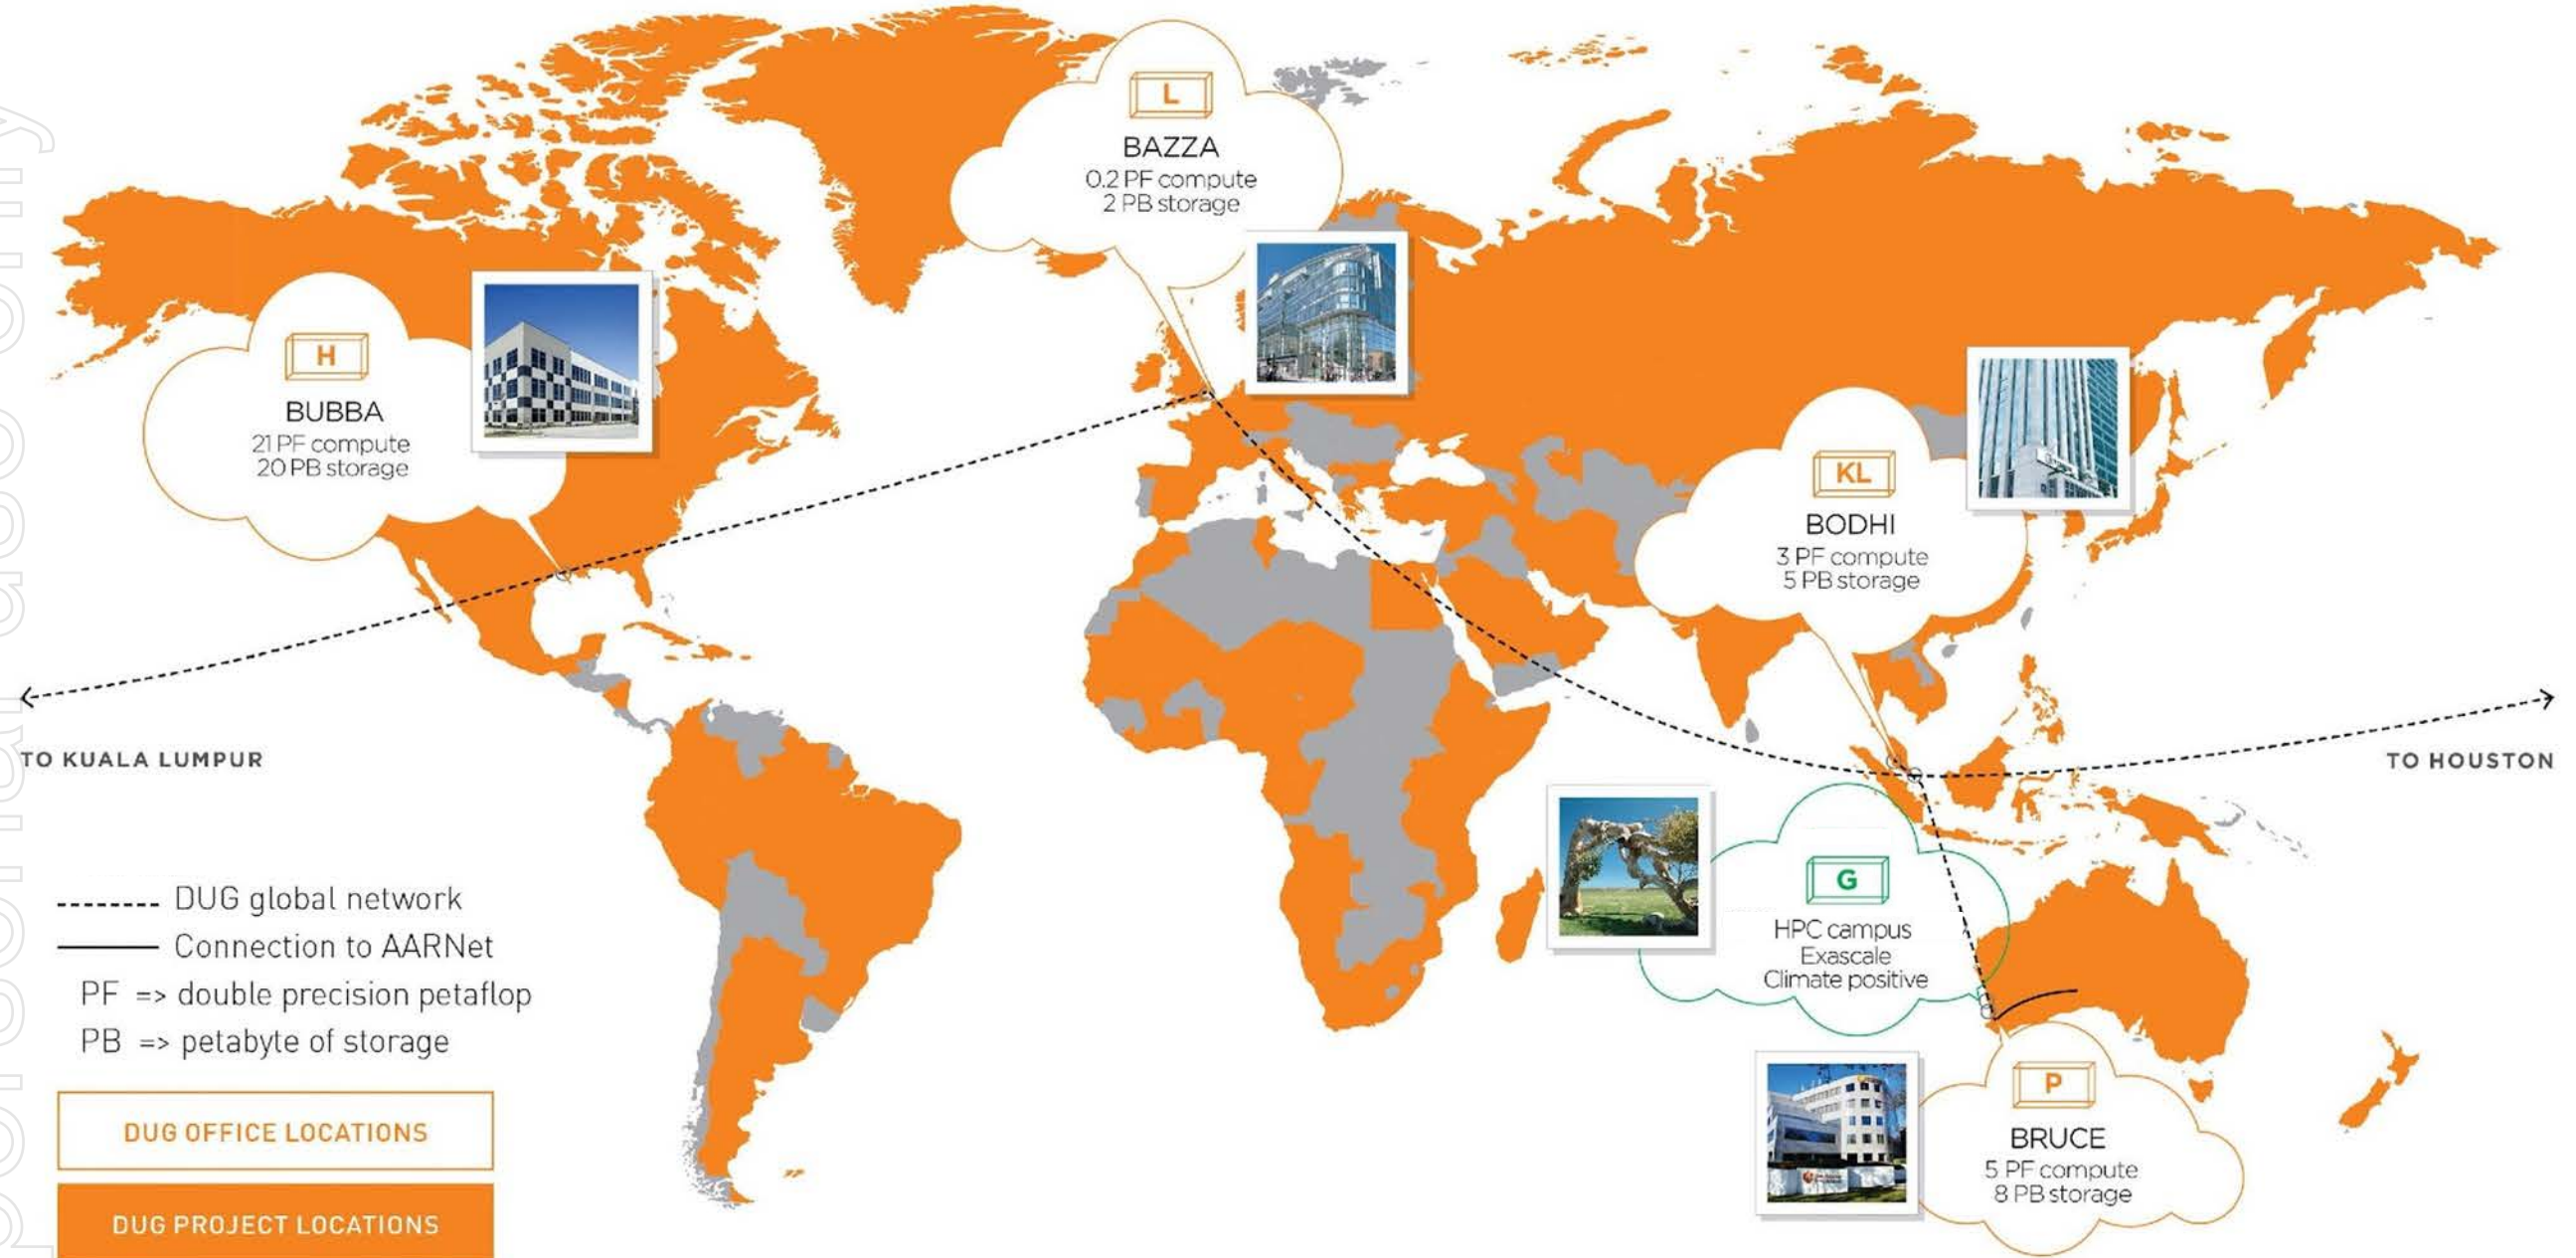 L
BAZZA
0.2 PF compute
2 PB storage
H
BUBBA
21 PF compute
20 PB storage
KL
BODHI
3 PF compute
5 PB storage
TO KUALA LUMPUR
TO HOUSTON
G
HPC campus
Exascale
Climate positive
DUG global network
Connection to AARNet
PF => double precision petaflop
PB => petabyte of storage
DUG OFFICE LOCATIONS
DUG PROJECT LOCATIONS
P
BRUCE
5 PF compute
8 PB storage